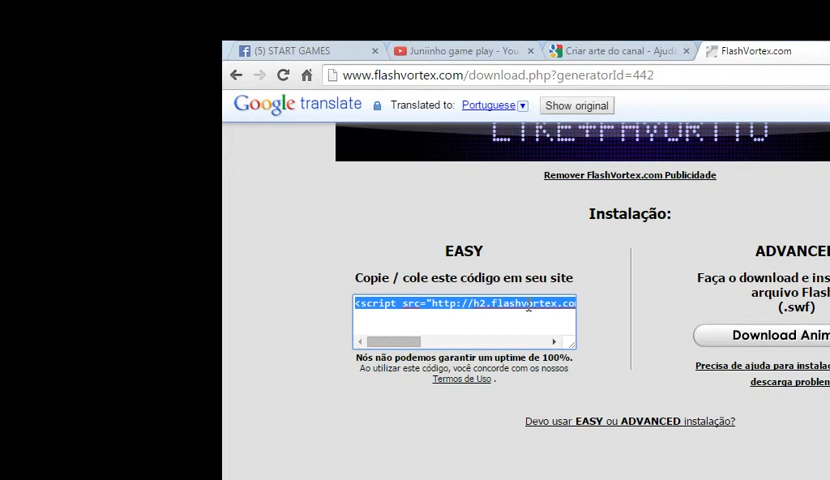 (5) START GAMES
Juniinho game play - You
Criar arte do canal - Ajuda
FlashVortex.com
www.flashvortex.com/download.php?generatorId=442
Google translate Translated to: Portuguese Show original
LIKE+FAVORITO
Remover FlashVortex.com Publicidade
Instalação:
EASY
Copie / cole este código em seu site
<script src="http://h2.flashvortex.co
Nós não podemos garantir um uptime de 100%.
Ao utilizar este código, você concorda com os nossos
Termos de Uso .
ADVANCE
Faça o download e ins
arquivo Flas
(.swf)
Download Anim
Precisa de ajuda para instala
descarga problem
Devo usar EASY ou ADVANCED instalação?